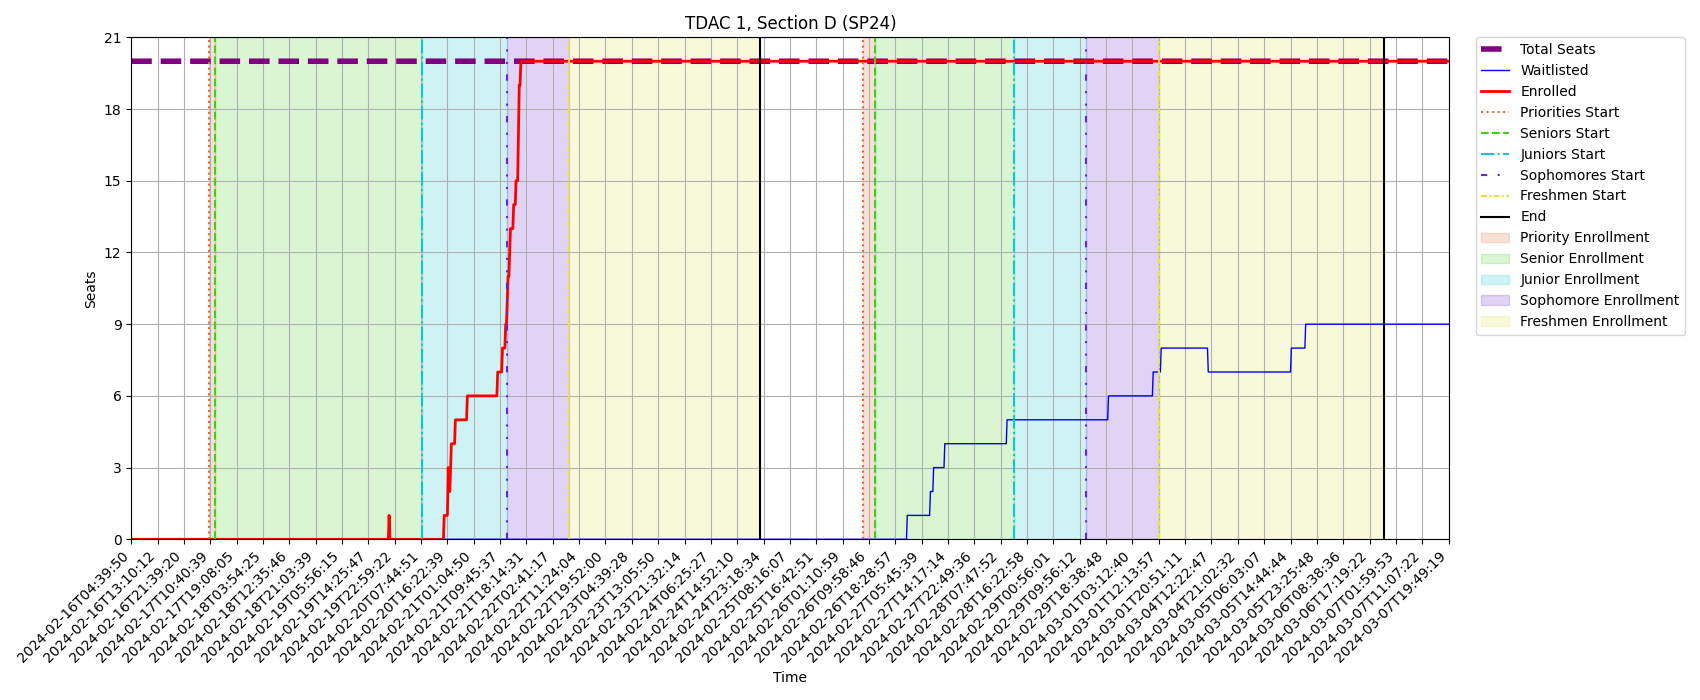 TDAC 1, Section D (SP24)
21
18
15
12
9
6
3
0
Seats
2024-02-16T04:39:50
2024-02-16T13:10:12
2024-02-16T21:39:20
2024-02-17T10:40:39
2024-02-17T19:08:05
2024-02-18T03:54:25
2024-02-18T12:35:46
2024-02-18T21:03:39
2024-02-19T05:56:15
2024-02-19T14:25:47
2024-02-19T22:59:22
2024-02-20T07:44:51
2024-02-20T16:22:39
2024-02-21T01:04:50
2024-02-21T09:45:37
2024-02-21T18:14:31
2024-02-22T02:41:17
2024-02-22T11:24:04
2024-02-22T19:52:00
2024-02-23T04:39:28
2024-02-23T13:05:50
2024-02-23T21:32:14
2024-02-24T06:25:27
2024-02-24T14:52:10
2024-02-24T23:18:34
2024-02-25T08:16:07
2024-02-25T16:42:51
2024-02-26T01:10:59
2024-02-26T09:58:46
2024-02-26T18:28:57
2024-02-27T05:45:39
2024-02-27T14:17:14
2024-02-27T22:49:36
2024-02-28T07:47:52
2024-02-28T16:22:58
2024-02-29T00:56:01
2024-02-29T09:56:12
2024-02-29T18:38:48
2024-03-01T03:12:40
2024-03-01T12:13:57
2024-03-01T20:51:11
2024-03-04T12:22:47
2024-03-04T21:02:32
2024-03-05T06:03:07
2024-03-05T14:44:44
2024-03-05T23:25:48
2024-03-06T08:38:36
2024-03-06T17:19:22
2024-03-07T01:59:53
2024-03-07T11:07:22
2024-03-07T19:49:19
Time
Total Seats
Waitlisted
Enrolled
Priorities Start
Seniors Start
Juniors Start
Sophomores Start
Freshmen Start
End
Priority Enrollment
Senior Enrollment
Junior Enrollment
Sophomore Enrollment
Freshmen Enrollment